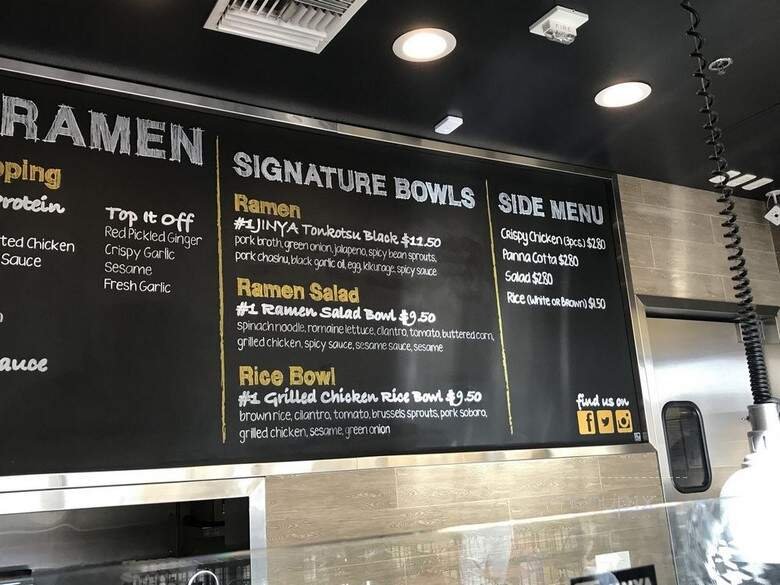 RAMEN
pping
rotein
ted Chicken
Sauce
auce
Top It Off
Red Pickled Ginger
Crispy Garlic
Sesame
Fresh Garlic
SIGNATURE BOWLS
Ramen
#1 JINYA Tonkotsu Black $11.50
pork broth, green onion, jalapeno, spicy bean sprouts,
pork chashu, black garlic oil, egg, kikurage, spicy sauce
Ramen Salad
#1 Ramen Salad Bowl $9.50
spinach noodle, romaine lettuce, cilantro, tomato, buttered corn,
grilled chicken, spicy sauce, sesame sauce, sesame
Rice Bowl
#1 Grilled Chicken Rice Bowl $9.50
brown rice, cilantro, tomato, brussels sprouts, pork soboro,
grilled chicken, sesame, green onion
SIDE MENU
Crispy Chicken (3pcs) $2.80
Panna Cotta $2.80
Salad $2.80
Rice (White or Brown) $1.50
find us on
FIRE